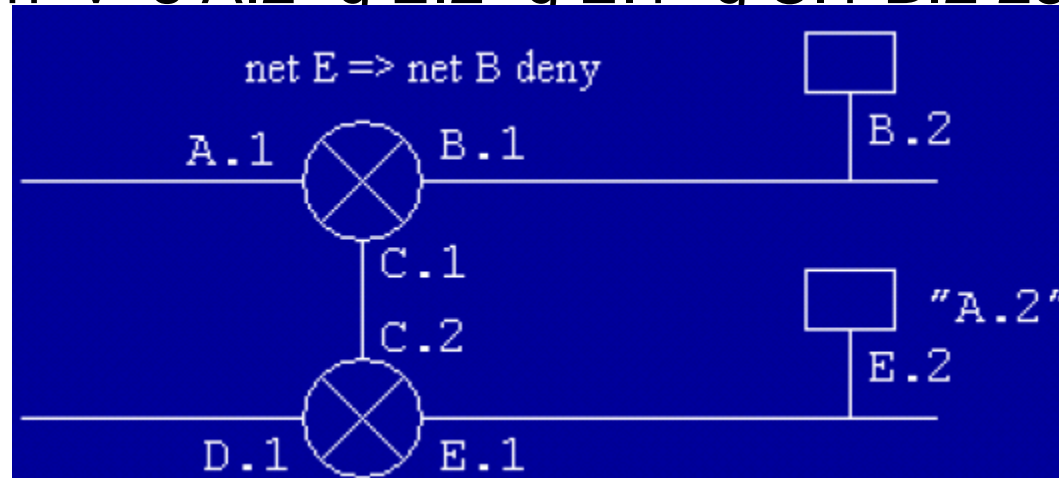 net E => net B deny
A.1
B.1
B.2
C.1
"A.2"
C.2
E.2
D.1
E.1